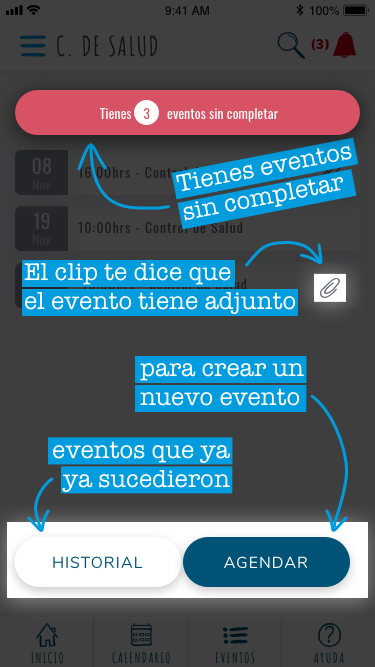 9:41 AM
100%
C. DE SALUD
(3)
Tienes 3 eventos sin completar
08
Nov
16:00hrs - Control
Tienes eventos
sin completar
19
Nov
10:00hrs - Control de Salud
El clip te dice que
el evento tiene adjunto
para crear un
nuevo evento
eventos que ya
ya sucedieron
HISTORIAL
AGENDAR
INICIO
CALENDARIO
EVENTOS
AYUDA